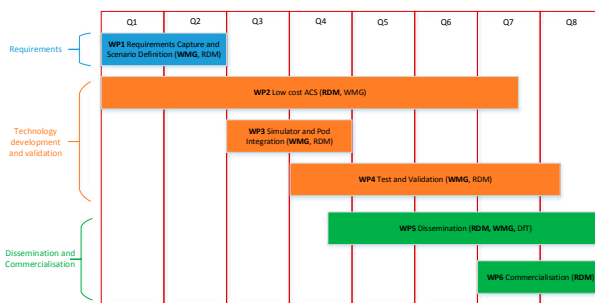 Q1 Q2 Q3 Q4 Q5 Q6 Q7 Q8
Requirements
WP1 Requirements Capture and
Scenario Definition (WMG, RDM)
WP2 Low cost ACS (RDM, WMG)
Technology
development
and validation
WP3 Simulator and Pod
Integration (WMG, RDM)
WP4 Test and Validation (WMG, RDM)
WP5 Dissemination (RDM, WMG, DfT)
Dissemination and
Commercialisation
WP6 Commercialisation (RDM)